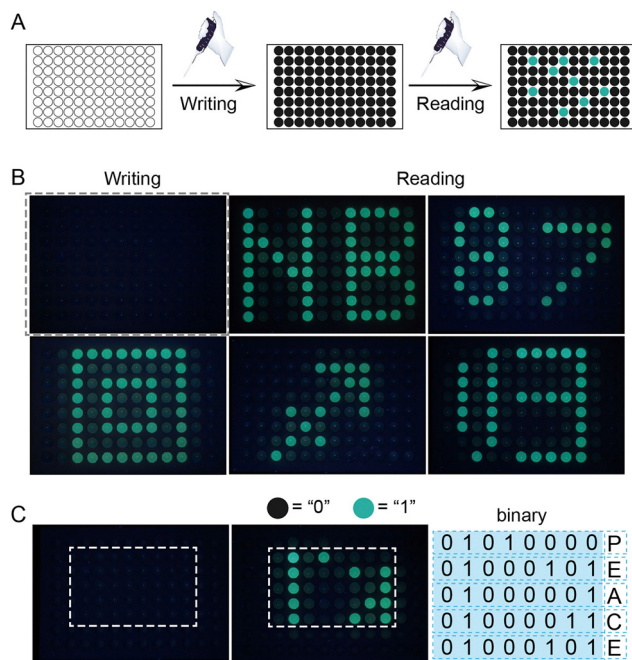 A
Writing
Reading
B
Writing
Reading
07
C
= "0"
= "1"
binary
0 1 0 1 0 0 0 0 P
0 1 0 0 0 1 0 1 E
0 1 0 0 0 0 0 1 A
0 1 0 0 0 0 1 1 C
0 1 0 0 0 1 0 1 E